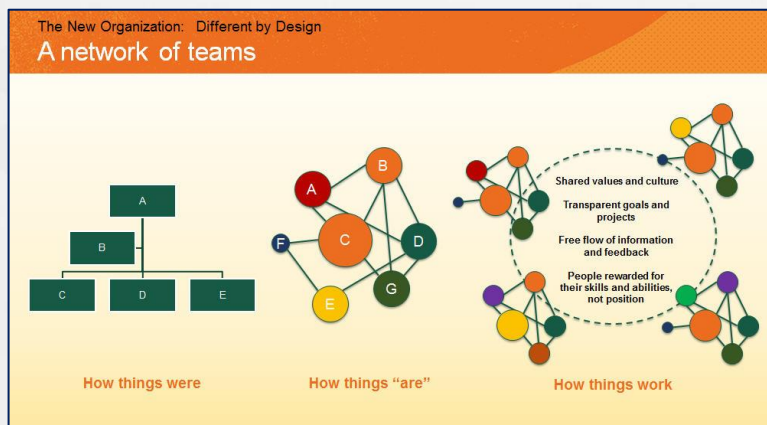 The New Organization: Different by Design
A network of teams
A
B
C
D
E
A
B
C
D
E
F
G
Shared values and culture
Transparent goals and
projects
Free flow of information
and feedback
People rewarded for
their skills and abilities,
not position
How things were
How things “are”
How things work